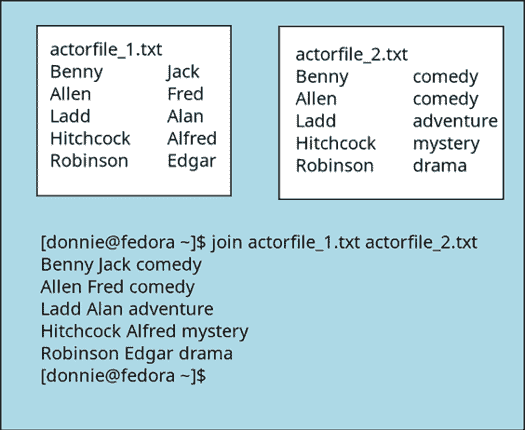 actorfile_1.txt
Benny Jack
Allen Fred
Ladd Alan
Hitchcock Alfred
Robinson Edgar
actorfile_2.txt
Benny comedy
Allen comedy
Ladd adventure
Hitchcock mystery
Robinson drama
[donnie@fedora ~]$ join actorfile_1.txt actorfile_2.txt
Benny Jack comedy
Allen Fred comedy
Ladd Alan adventure
Hitchcock Alfred mystery
Robinson Edgar drama
[donnie@fedora ~]$